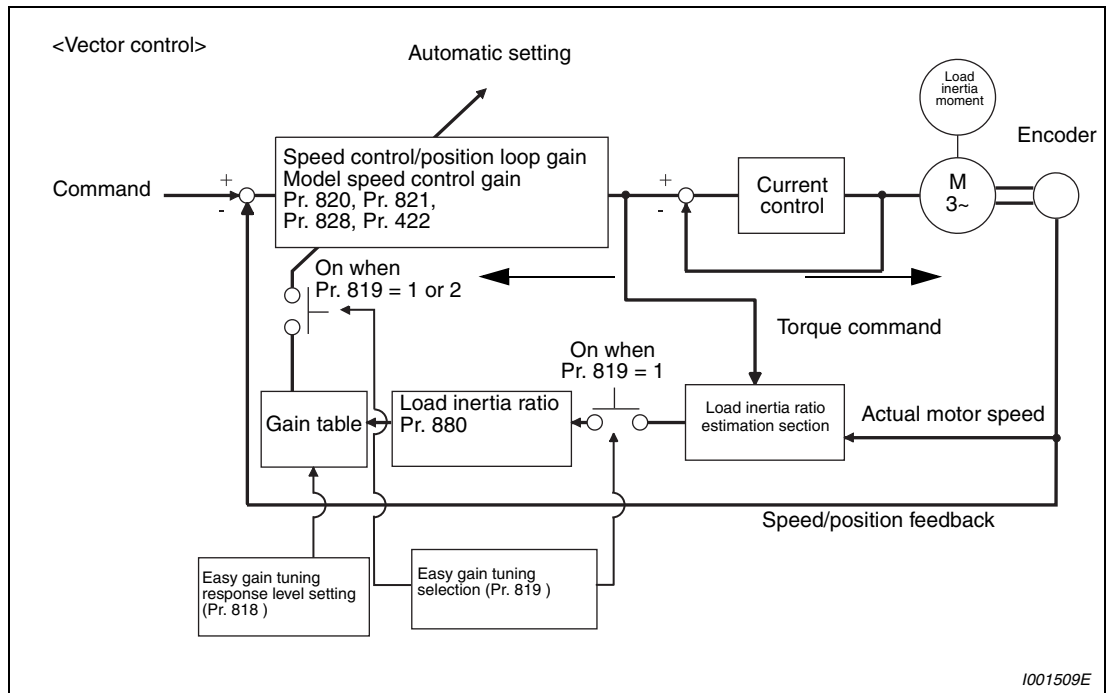 <Vector control>
Automatic setting
Load
inertia
moment
Encoder
Command
+
-
Speed control/position loop gain
Model speed control gain
Pr. 820, Pr. 821,
Pr. 828, Pr. 422
+
-
Current
control
M
3~
On when
Pr. 819 = 1 or 2
Torque command
On when
Pr. 819 = 1
Gain table
Load inertia ratio
Pr. 880
Load inertia ratio
estimation section
Actual motor speed
Speed/position feedback
Easy gain tuning
response level setting
(Pr. 818 )
Easy gain tuning
selection (Pr. 819 )
I001509E